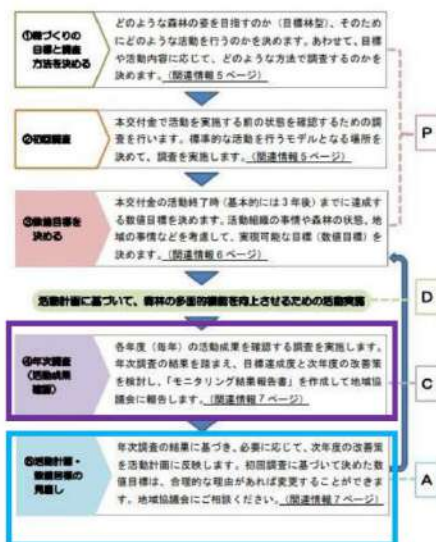 ①森づくりの
目標と調査
方法を決める
どのような森林の姿を目指すのか（目標林型）、そのため
にどのような活動を行うのかを決めます。あわせて、目標
や活動内容に応じて、どのような方法で調査するのかを
決めます。（関連情報５ページ）
P
②初回調査
本交付金で活動を実施する前の状態を確認するための調
査を行います。標準的な活動を行うモデルとなる場所を
決めて、調査を実施します。（関連情報５ページ）
③数値目標を
決める
本交付金の活動終了時（基本的には３年後）までに達成す
る数値目標を決めます。活動組織の事情や森林の状態、地
域の事情などを考慮して、実現可能な目標（数値目標）を
決めます。（関連情報６ページ）
活動計画に基づいて、森林の多面的機能を向上させるための活動実施
D
④年次調査
（活動成果
確認）
各年度（毎年）の活動成果を確認する調査を実施します。
年次調査の結果を踏まえ、目標達成度と次年度の改善策
を検討し、「モニタリング結果報告書」を作成して地域協
議会に報告します。（関連情報７ページ）
C
⑤活動計画・
数値目標の
見直し
年次調査の結果に基づき、必要に応じて、次年度の改善策
を活動計画に反映します。初回調査に基づいて決めた数
値目標は、合理的な理由があれば変更することができま
す。地域協議会にご相談ください。（関連情報７ページ）
A